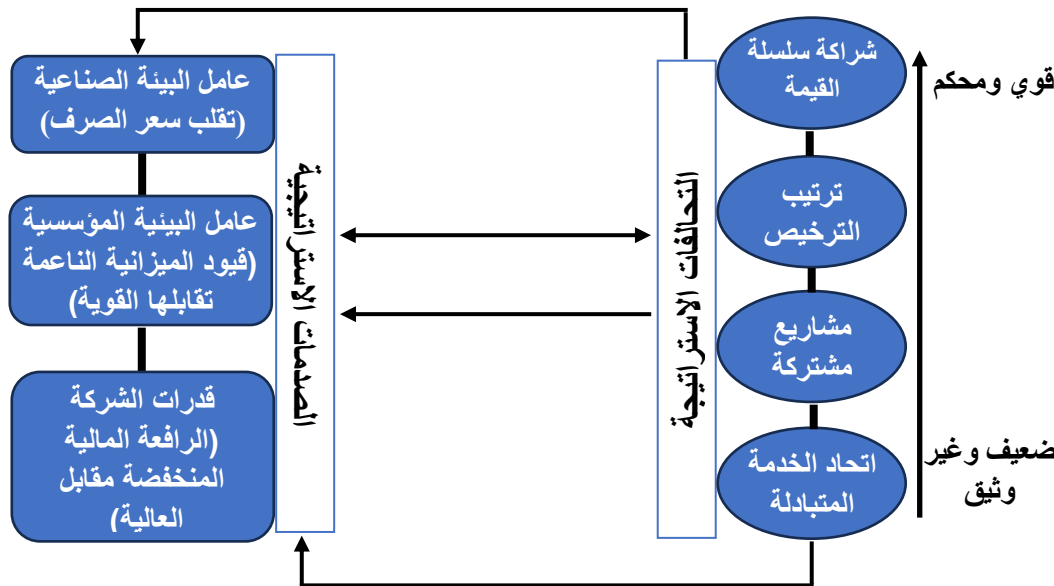 شراكة سلسلة
القيمة
ترتيب
الترخيص
مشاريع
مشتركة
اتحاد الخدمة
المتبادلة
قوي ومحكم
ضعيف وغير
وثيق
التحالفات الاستراتيجة
الصدمات الاستراتيجية
عامل البيئة الصناعية
(تقلب سعر الصرف)
عامل البيئية المؤسسية
(قيود الميزانية الناعمة
تقابلها القوية)
قدرات الشركة
(الرافعة المالية
المنخفضة مقابل
العالية)